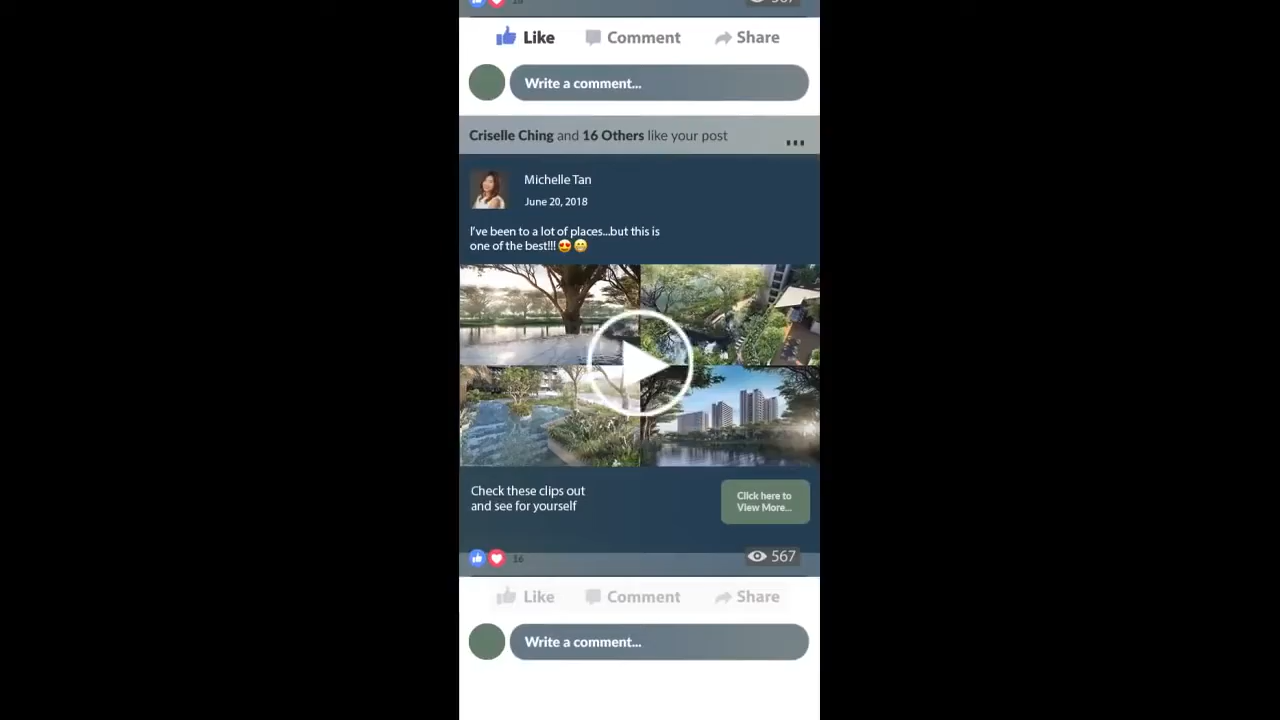 Like Comment Share
Write a comment...
Criselle Ching and 16 Others like your post
...
Michelle Tan
June 20, 2018
I've been to a lot of places...but this is
one of the best!!!😍😁
Check these clips out
and see for yourself
Click here to
View More...
16
567
Like Comment Share
Write a comment...